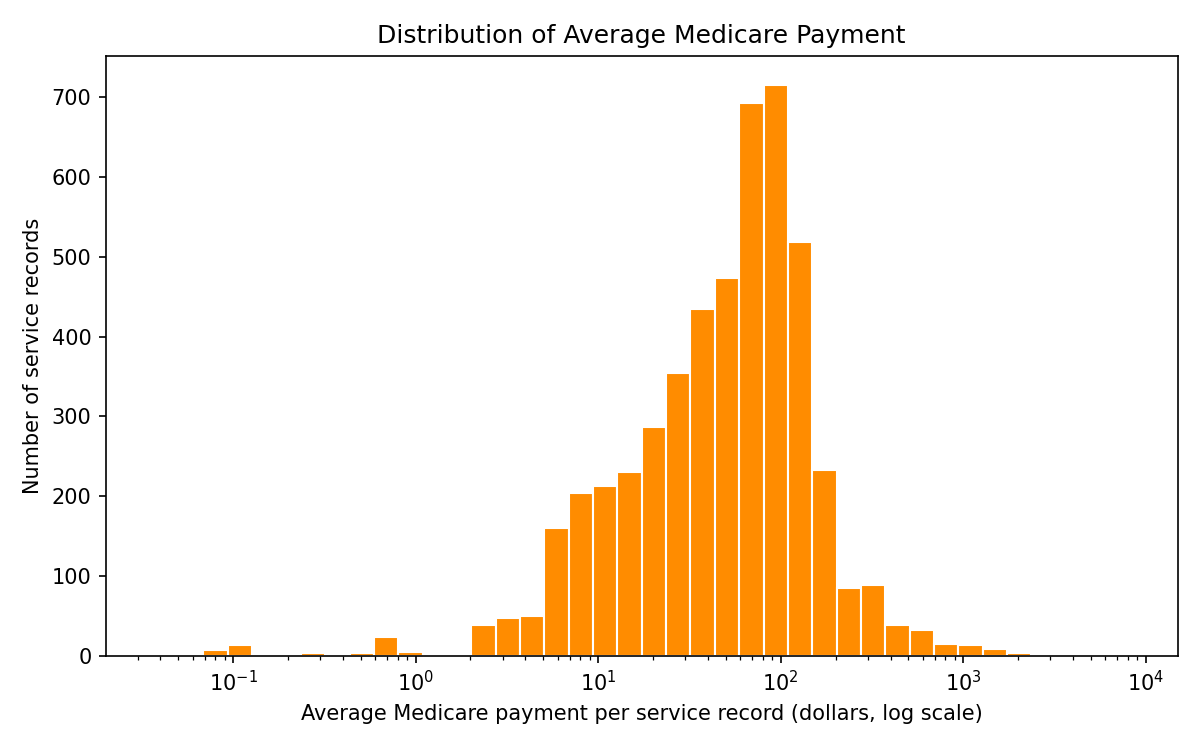 Distribution of Average Medicare Payment
Number of service records
700
600
500
400
300
200
100
0
10⁻¹ 10⁰ 10¹ 10² 10³ 10⁴
Average Medicare payment per service record (dollars, log scale)